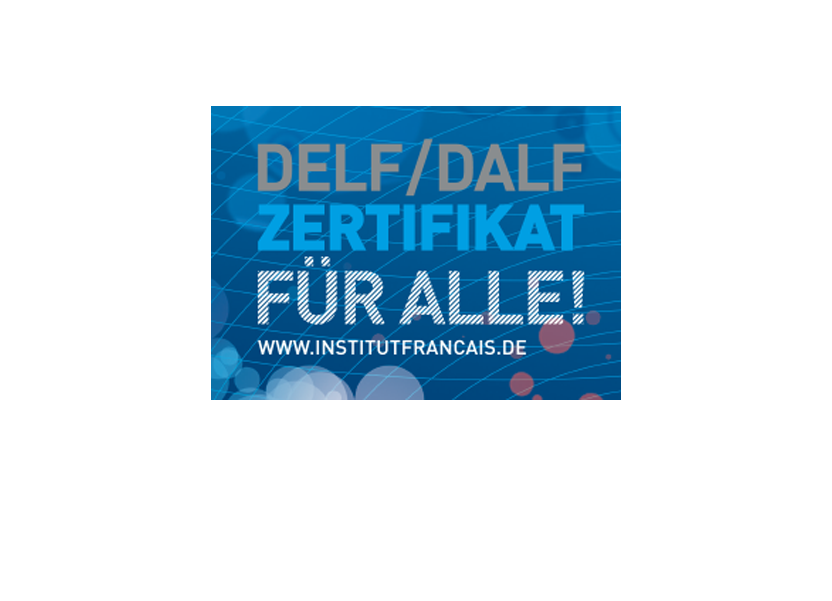 DELF/DALF
ZERTIFIKAT
FÜR ALLE!
WWW.INSTITUTFRANCAIS.DE